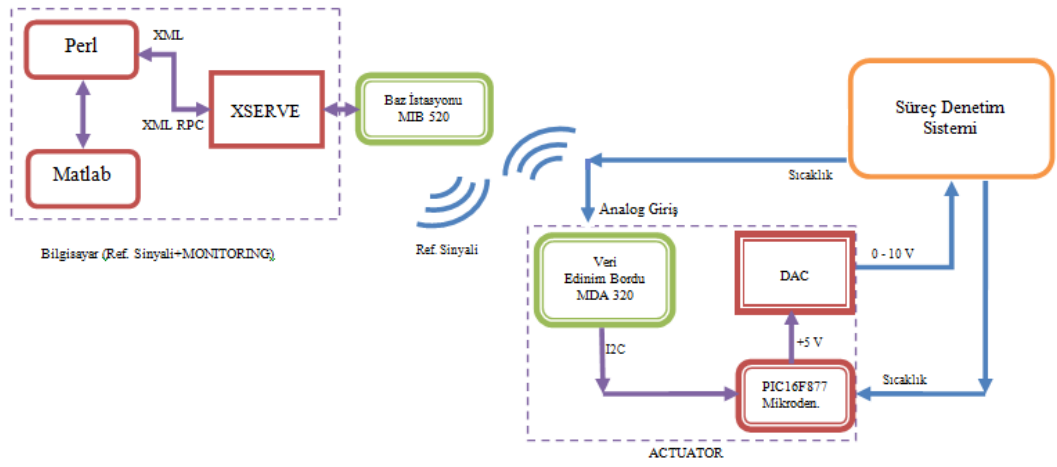 XML
Perl
XML RPC
XSERVE
Matlab
Baz İstasyonu
MIB 520
Bilgisayar (Ref. Sinyali+MONITORING)
Ref. Sinyali
Süreç Denetim
Sistemi
Sıcaklık
Analog Giriş
Veri
Edinim Bordu
MDA 320
DAC
0 - 10 V
I2C
+5 V
PIC16F877
Mikroden.
Sıcaklık
ACTUATOR